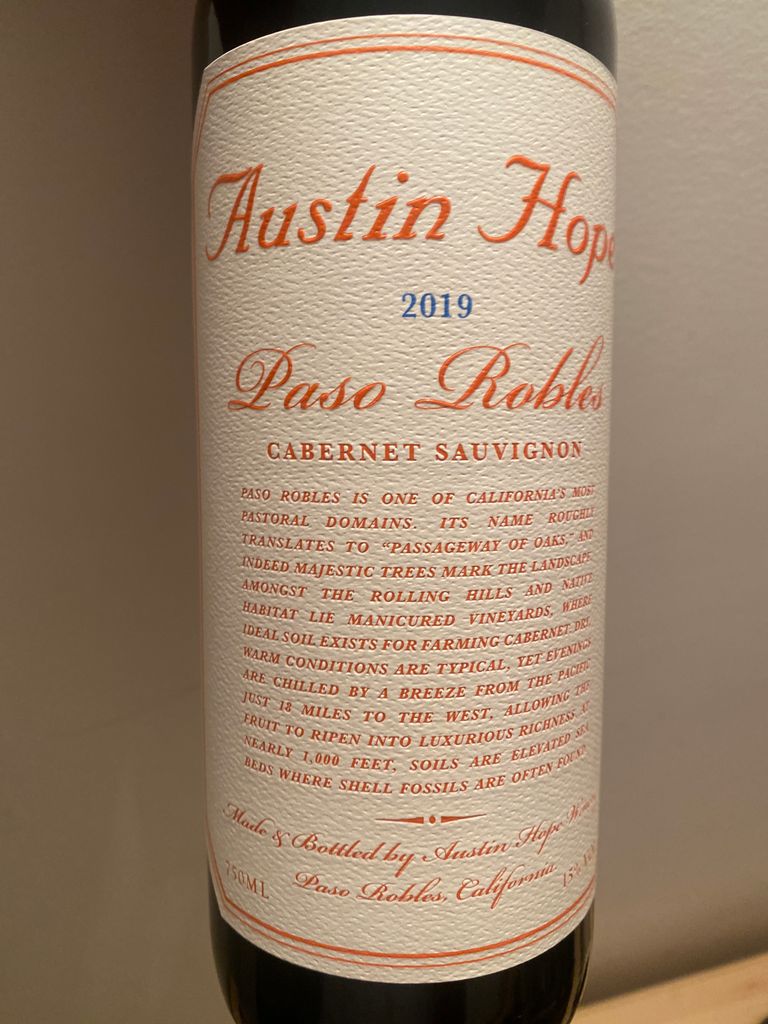 Austin Hope
2019
Paso Robles
CABERNET SAUVIGNON
PASO ROBLES IS ONE OF CALIFORNIA'S MOST
PASTORAL DOMAINS. ITS NAME ROUGHLY
TRANSLATES TO “PASSAGEWAY OF OAKS,” AND
INDEED MAJESTIC TREES MARK THE LANDSCAPE.
AMONGST THE ROLLING HILLS AND NATIVE
HABITAT LIE MANICURED VINEYARDS, WHERE
IDEAL SOIL EXISTS FOR FARMING CABERNET. DRY,
WARM CONDITIONS ARE TYPICAL, YET EVENINGS
ARE CHILLED BY A BREEZE FROM THE PACIFIC
JUST 18 MILES TO THE WEST, ALLOWING THE
FRUIT TO RIPEN INTO LUXURIOUS RICHNESS. AT
NEARLY 1,000 FEET, SOILS ARE ELEVATED SEA
BEDS WHERE SHELL FOSSILS ARE OFTEN FOUND.
Made & Bottled by Austin Hope
750ML Paso Robles, California 15%